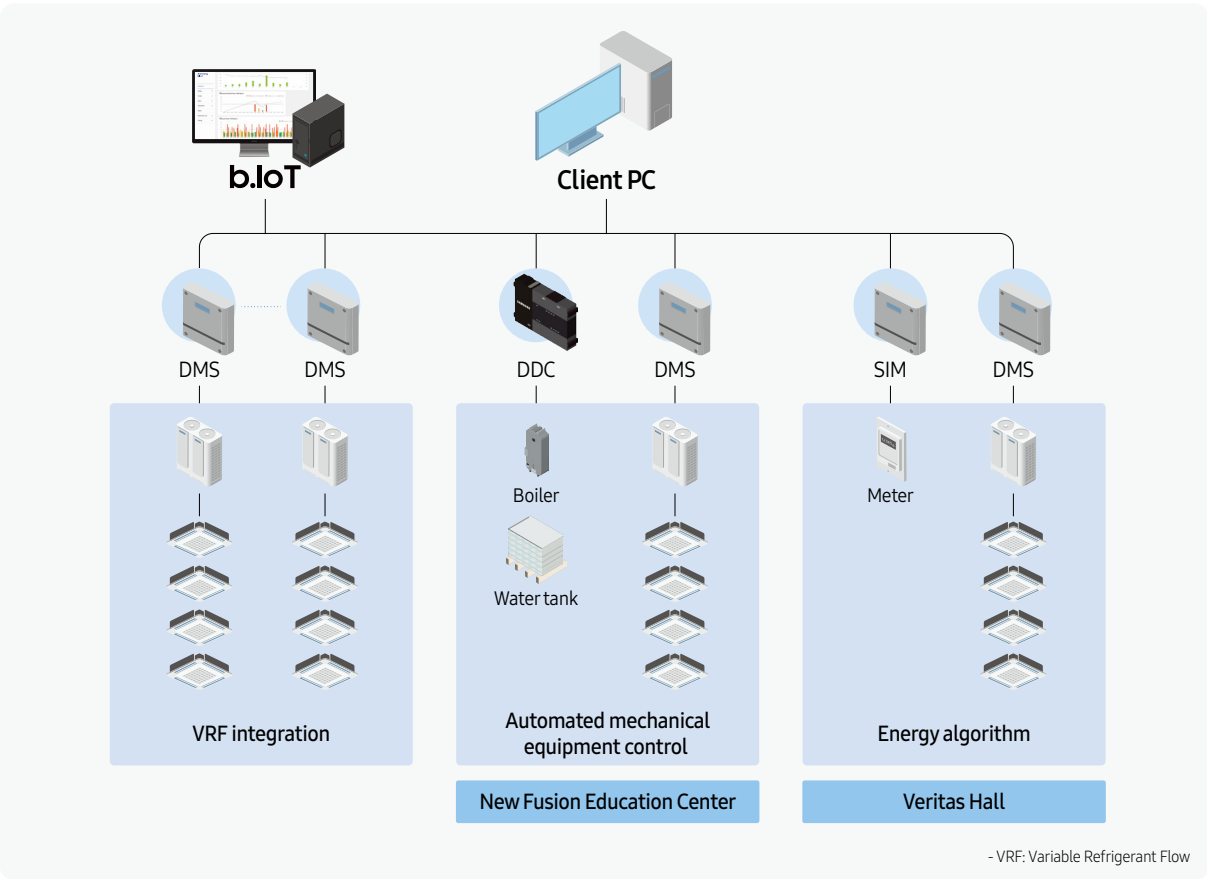 b.IoT
Client PC
DMS
DMS
DDC
DMS
SIM
DMS
Boiler
Meter
Water tank
VRF integration
Automated mechanical
equipment control
Energy algorithm
New Fusion Education Center
Veritas Hall
- VRF: Variable Refrigerant Flow